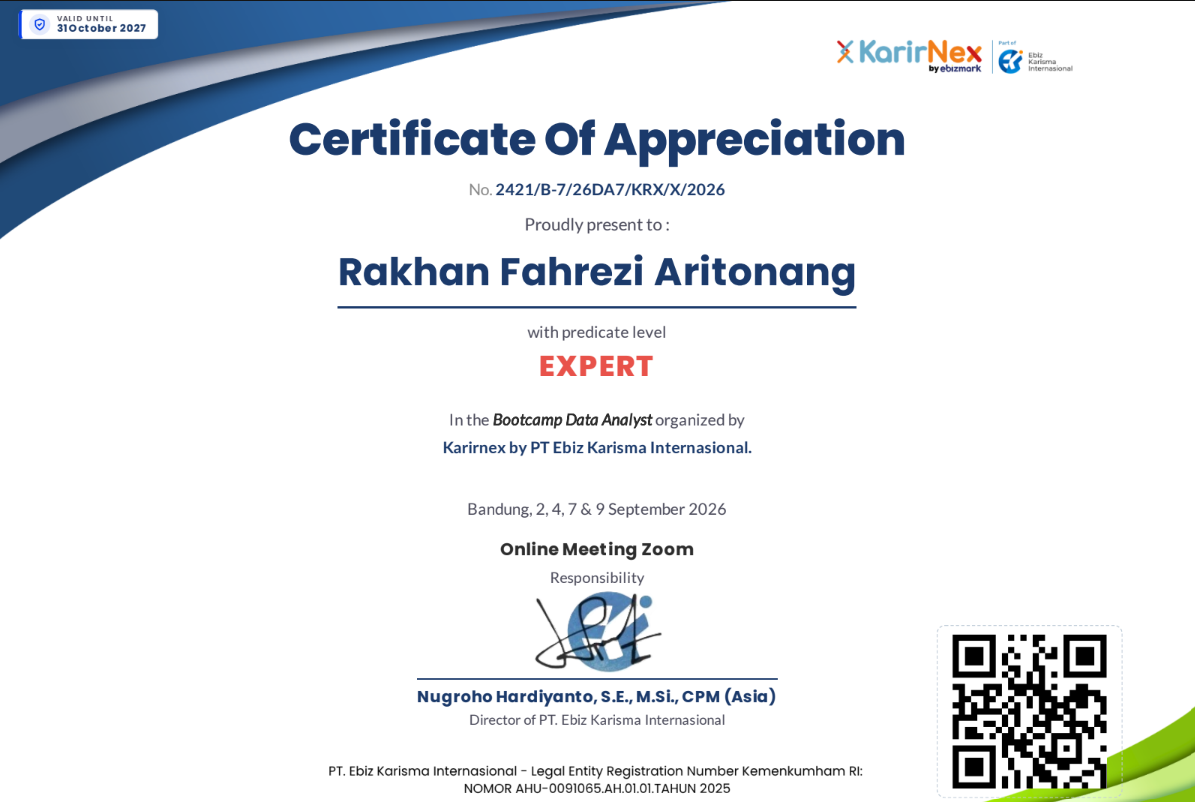 VALID UNTIL
31 October 2027
KarirNex
by ebizmark
Part of
Ebiz
Karisma
Internasional
Certificate Of Appreciation
No. 2421/B-7/26DA7/KRX/X/2026
Proudly present to :
Rakhan Fahrezi Aritonang
with predicate level
EXPERT
In the Bootcamp Data Analyst organized by
Karirnex by PT Ebiz Karisma Internasional.
Bandung, 2, 4, 7 & 9 September 2026
Online Meeting Zoom
Responsibility
Nugroho Hardiyanto, S.E., M.Si., CPM (Asia)
Director of PT. Ebiz Karisma Internasional
PT. Ebiz Karisma Internasional - Legal Entity Registration Number Kemenkumham RI:
NOMOR AHU-0091065.AH.01.01.TAHUN 2025